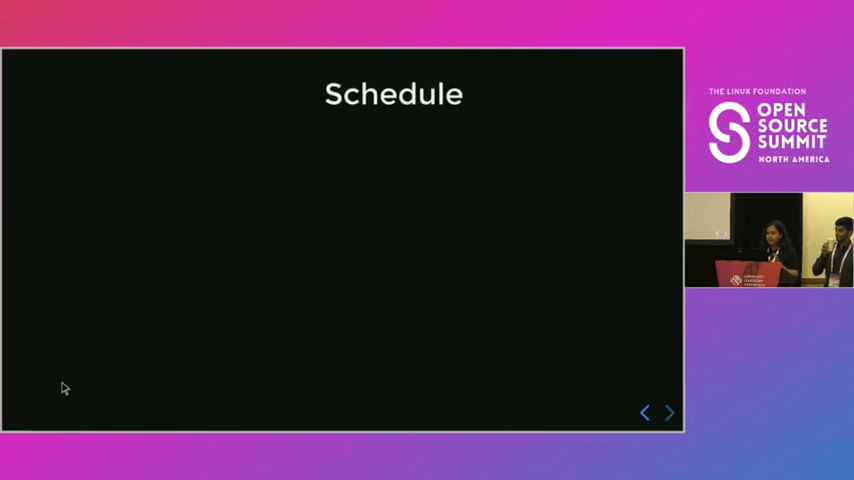 Schedule
THE LINUX FOUNDATION
OPEN
SOURCE
SUMMIT
NORTH AMERICA